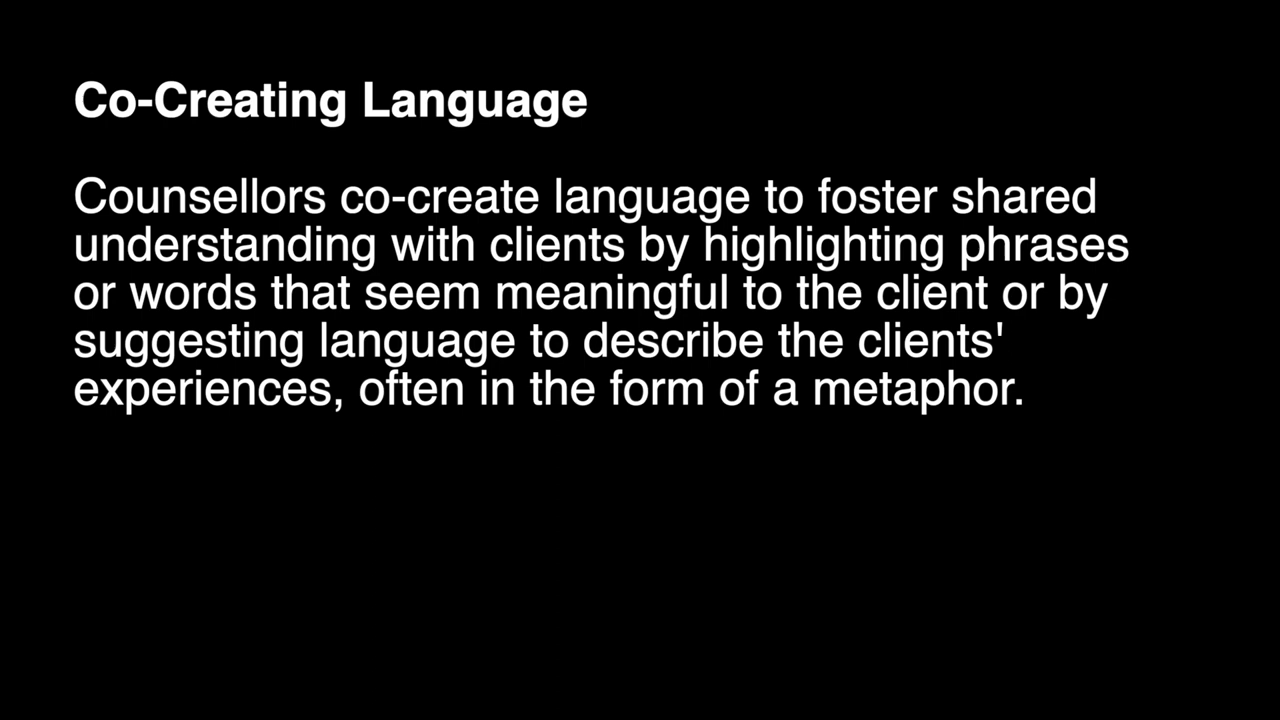 Co-Creating Language
Counsellors co-create language to foster shared
understanding with clients by highlighting phrases
or words that seem meaningful to the client or by
suggesting language to describe the clients'
experiences, often in the form of a metaphor.